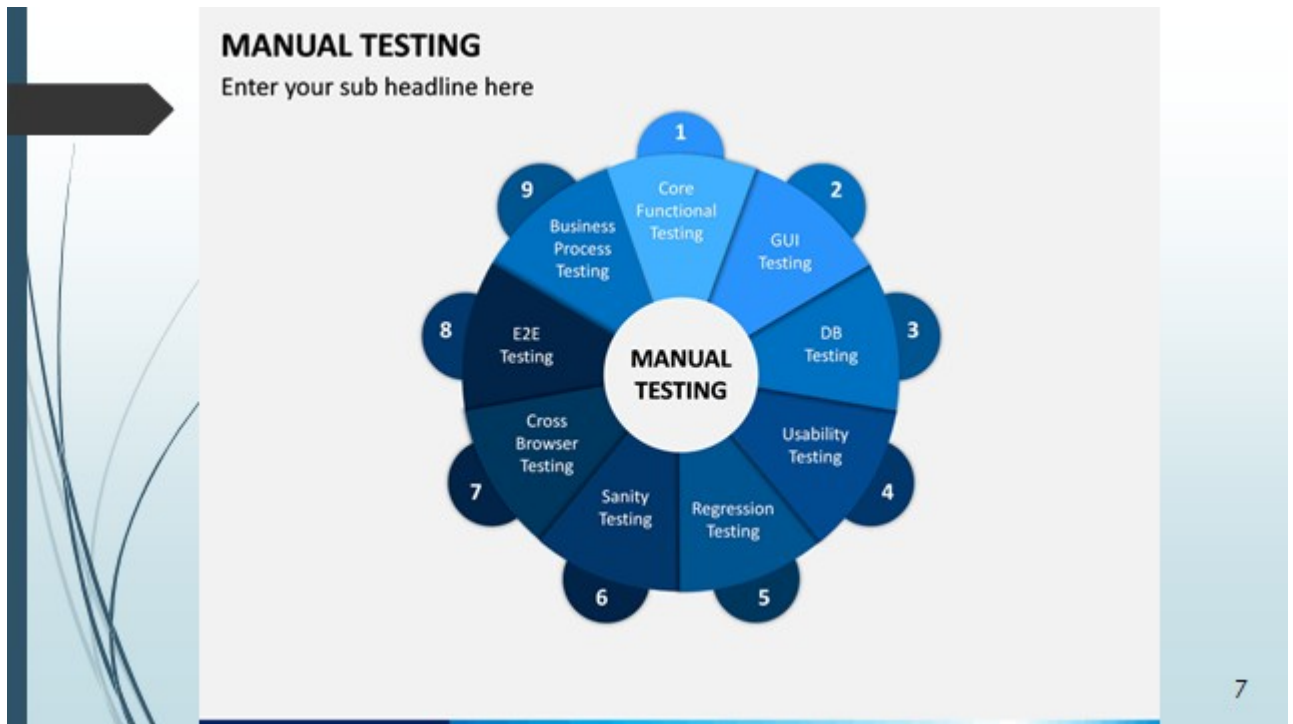 MANUAL TESTING
Enter your sub headline here
1
Core
Functional
Testing
2
GUI
Testing
3
DB
Testing
4
Usability
Testing
5
Regression
Testing
6
Sanity
Testing
7
Cross
Browser
Testing
8
E2E
Testing
9
Business
Process
Testing
MANUAL
TESTING
7